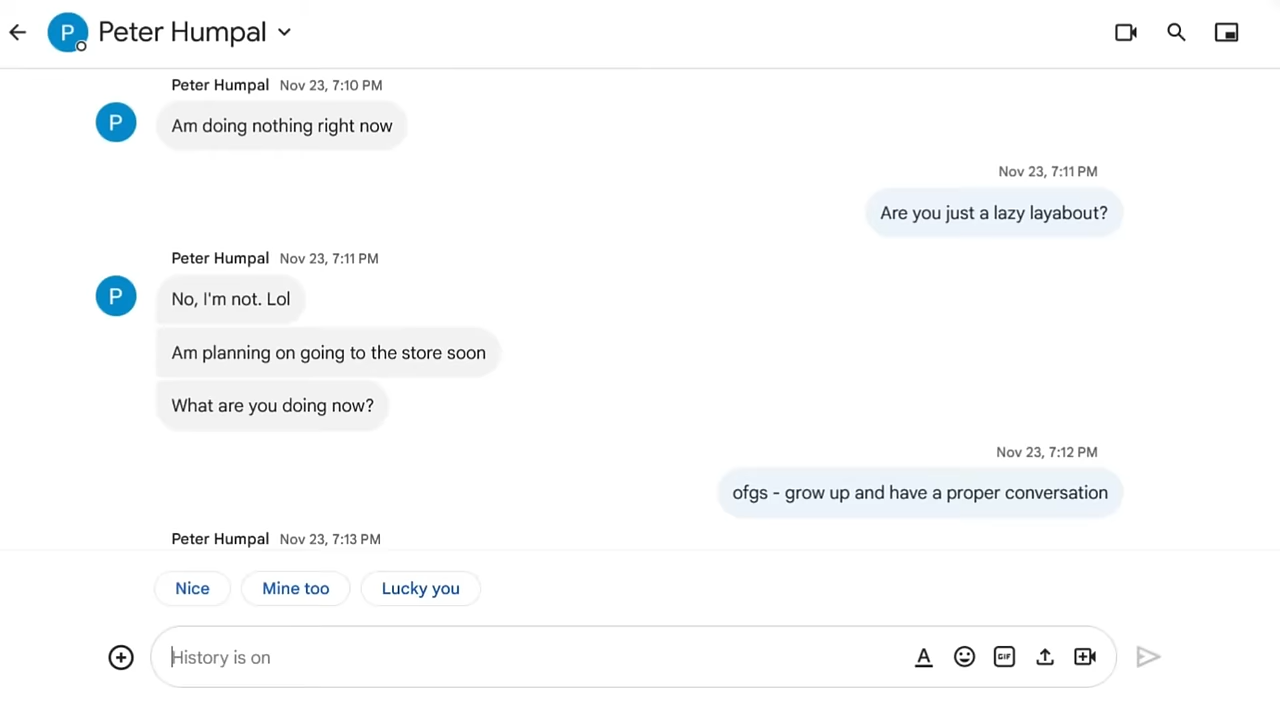 P Peter Humpal
Peter Humpal Nov 23, 7:10 PM
P Am doing nothing right now
Nov 23, 7:11 PM
Are you just a lazy layabout?
Peter Humpal Nov 23, 7:11 PM
P No, I'm not. Lol
Am planning on going to the store soon
What are you doing now?
Nov 23, 7:12 PM
ofgs - grow up and have a proper conversation
Peter Humpal Nov 23, 7:13 PM
Nice Mine too Lucky you
History is on A GIF